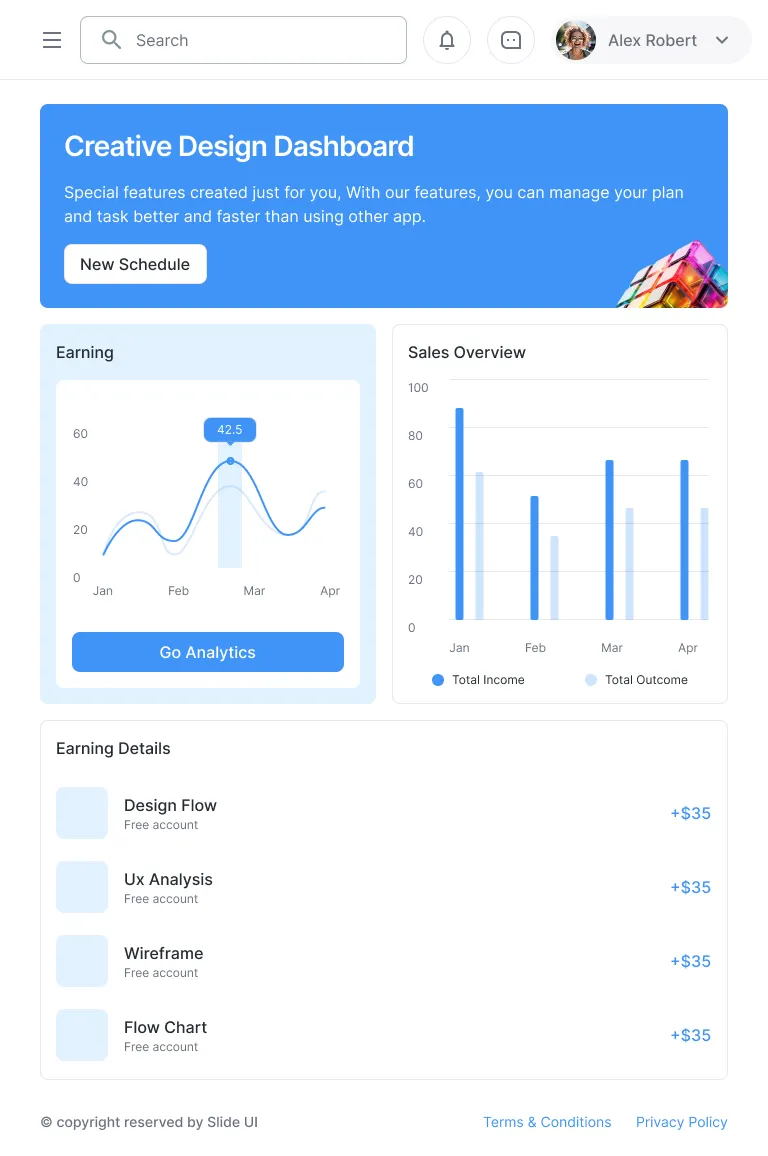 Search
Alex Robert
Creative Design Dashboard
Special features created just for you, With our features, you can manage your plan
and task better and faster than using other app.
New Schedule
Earning
42.5
60
40
20
0
Jan Feb Mar Apr
Go Analytics
Sales Overview
100
80
60
40
20
0
Jan Feb Mar Apr
Total Income Total Outcome
Earning Details
Design Flow
Free account
+$35
Ux Analysis
Free account
+$35
Wireframe
Free account
+$35
Flow Chart
Free account
+$35
© copyright reserved by Slide UI
Terms & Conditions Privacy Policy